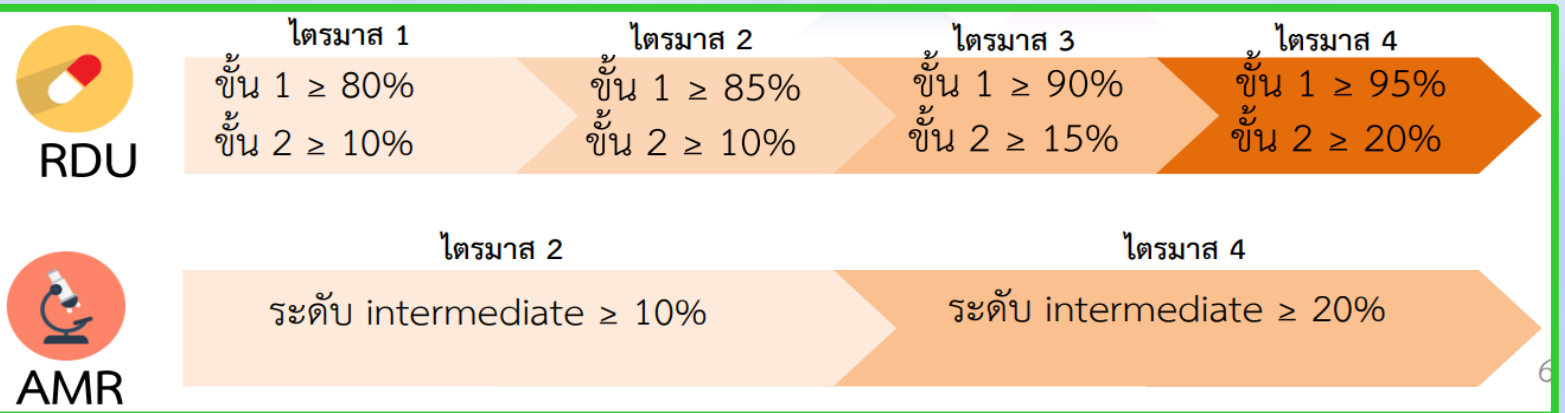 ไตรมาส 1 ไตรมาส 2 ไตรมาส 3 ไตรมาส 4
ขั้น 1 ≥ 80% ขั้น 1 ≥ 85% ขั้น 1 ≥ 90% ขั้น 1 ≥ 95%
ขั้น 2 ≥ 10% ขั้น 2 ≥ 10% ขั้น 2 ≥ 15% ขั้น 2 ≥ 20%
RDU
ไตรมาส 2 ไตรมาส 4
ระดับ intermediate ≥ 10% ระดับ intermediate ≥ 20%
AMR
6